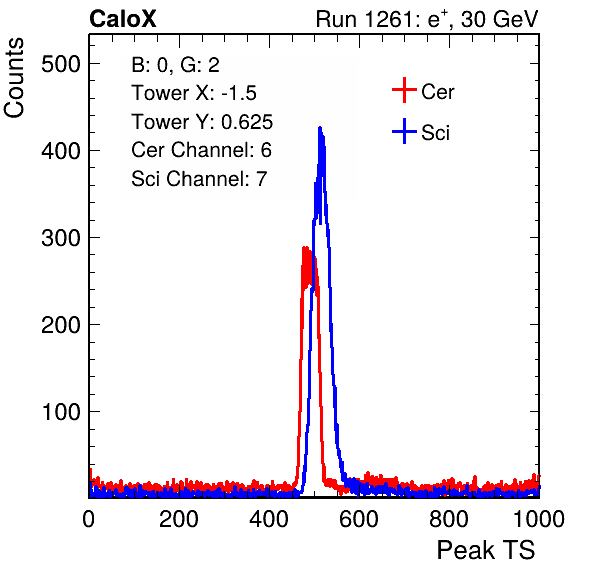 CaloX Run 1261: e+, 30 GeV
Counts
B: 0, G: 2
Tower X: -1.5
Tower Y: 0.625
Cer Channel: 6
Sci Channel: 7
Cer
Sci
500
400
300
200
100
0 200 400 600 800 1000
Peak TS